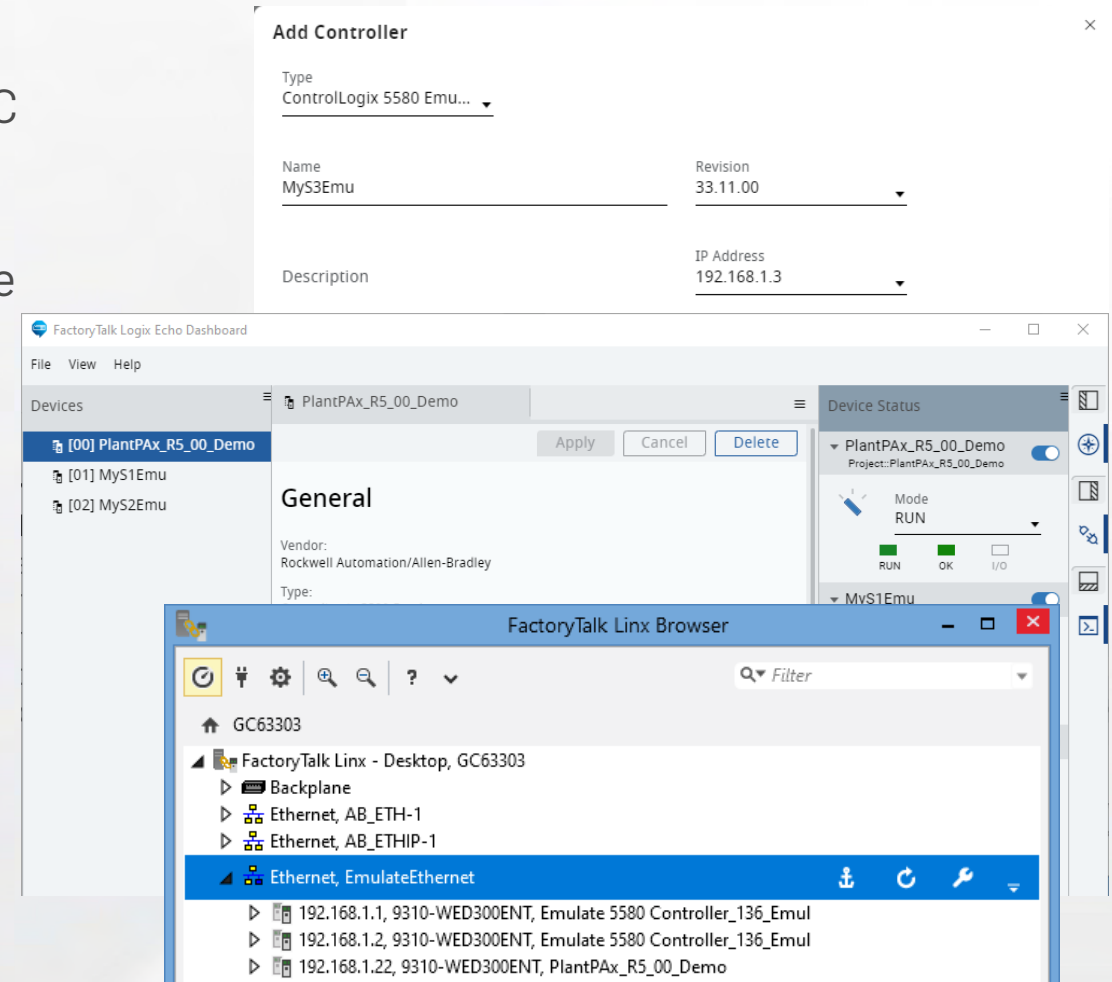 C
e
Add Controller
Type
ControlLogix 5580 Emu...
Name
MyS3Emu
Revision
33.11.00
Description
IP Address
192.168.1.3
FactoryTalk Logix Echo Dashboard
File View Help
Devices
[00] PlantPAx_R5_00_Demo
[01] MyS1Emu
[02] MyS2Emu
PlantPAx_R5_00_Demo
Apply Cancel Delete
General
Vendor:
Rockwell Automation/Allen-Bradley
Type:
Device Status
PlantPAx_R5_00_Demo
Project::PlantPAx_R5_00_Demo
Mode
RUN
RUN OK I/O
MyS1Emu
FactoryTalk Linx Browser
? Filter
GC63303
FactoryTalk Linx - Desktop, GC63303
Backplane
Ethernet, AB_ETH-1
Ethernet, AB_ETHIP-1
Ethernet, EmulateEthernet
192.168.1.1, 9310-WED300ENT, Emulate 5580 Controller_136_Emul
192.168.1.2, 9310-WED300ENT, Emulate 5580 Controller_136_Emul
192.168.1.22, 9310-WED300ENT, PlantPAx_R5_00_Demo